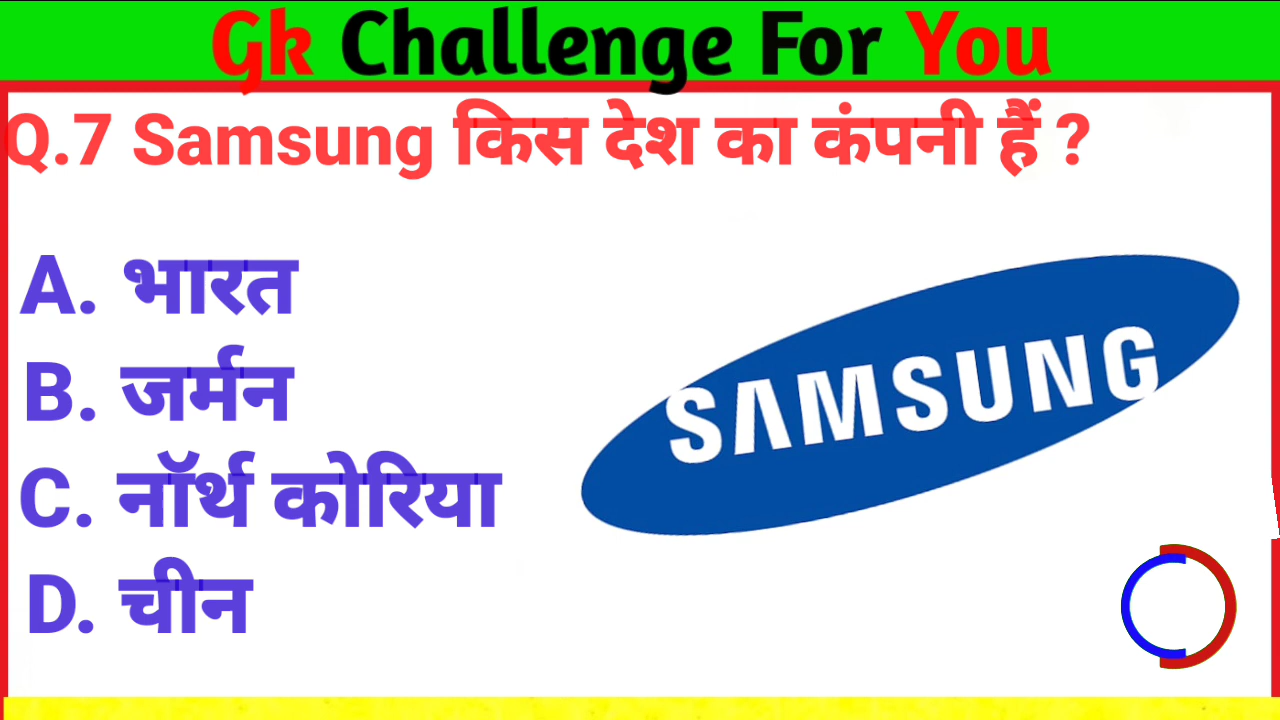 Gk Challenge For You
Q.7 Samsung किस देश का कंपनी हैं ?
A. भारत
B. जर्मन
C. नॉर्थ कोरिया
D. चीन
SAMSUNG